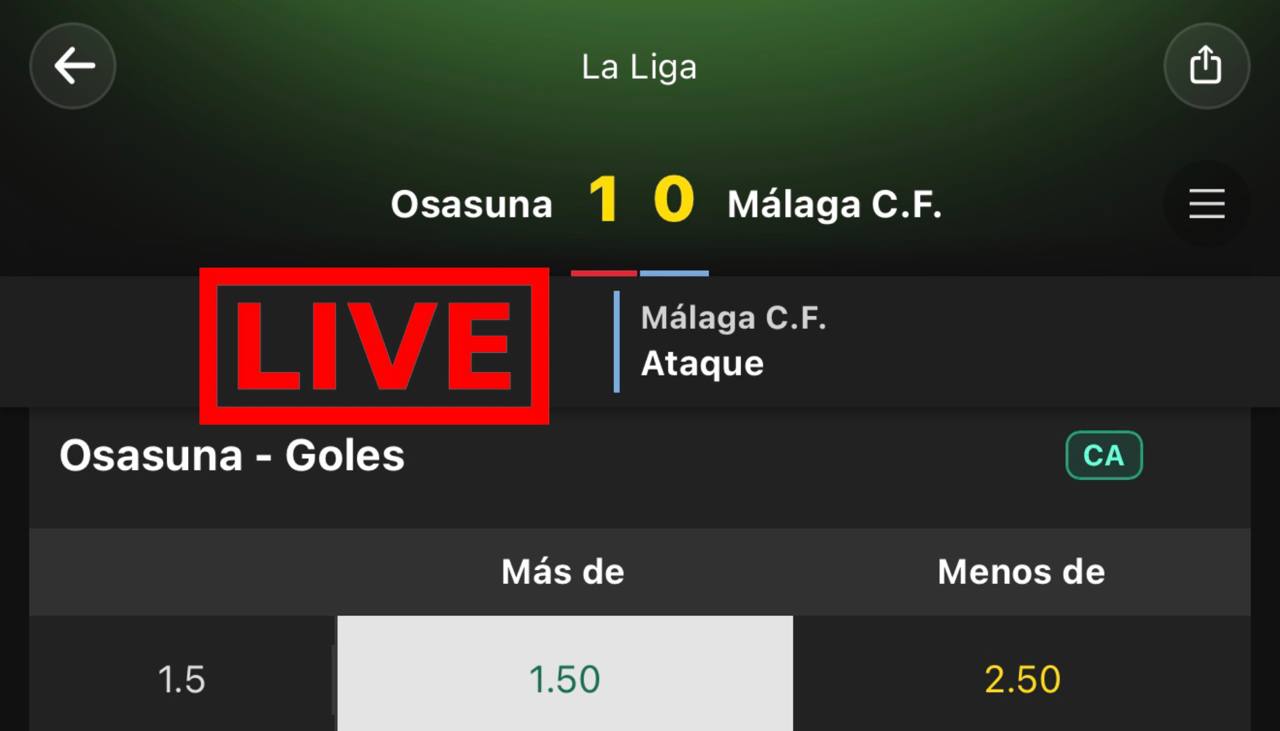 La Liga
Osasuna 1 0 Málaga C.F.
LIVE
Málaga C.F.
Ataque
Osasuna - Goles CA
Más de Menos de
1.5 1.50 2.50